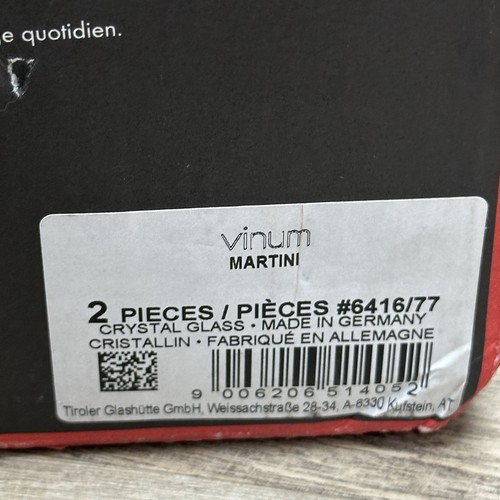 e quotidien.
vinum
MARTINI
2 PIECES / PIÈCES #6416/77
CRYSTAL GLASS · MADE IN GERMANY
CRISTALLIN · FABRIQUÉ EN ALLEMAGNE
9 006206 514052
Tiroler Glashütte GmbH, Weissachstraße 28-34, A-6330 Kufstein, AT